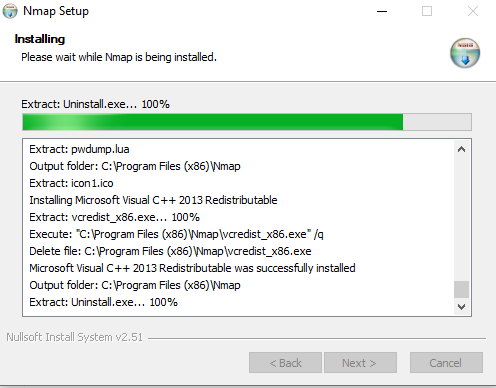 Nmap Setup
Installing
Please wait while Nmap is being installed.
Extract: Uninstall.exe... 100%
Extract: pwdump.lua
Output folder: C:\Program Files (x86)\Nmap
Extract: icon1.ico
Installing Microsoft Visual C++ 2013 Redistributable
Extract: vcredist_x86.exe... 100%
Execute: "C:\Program Files (x86)\Nmap\vcredist_x86.exe" /q
Delete file: C:\Program Files (x86)\Nmap\vcredist_x86.exe
Microsoft Visual C++ 2013 Redistributable was successfully installed
Output folder: C:\Program Files (x86)\Nmap
Extract: Uninstall.exe... 100%
Nullsoft Install System v2.51
< Back
Next >
Cancel